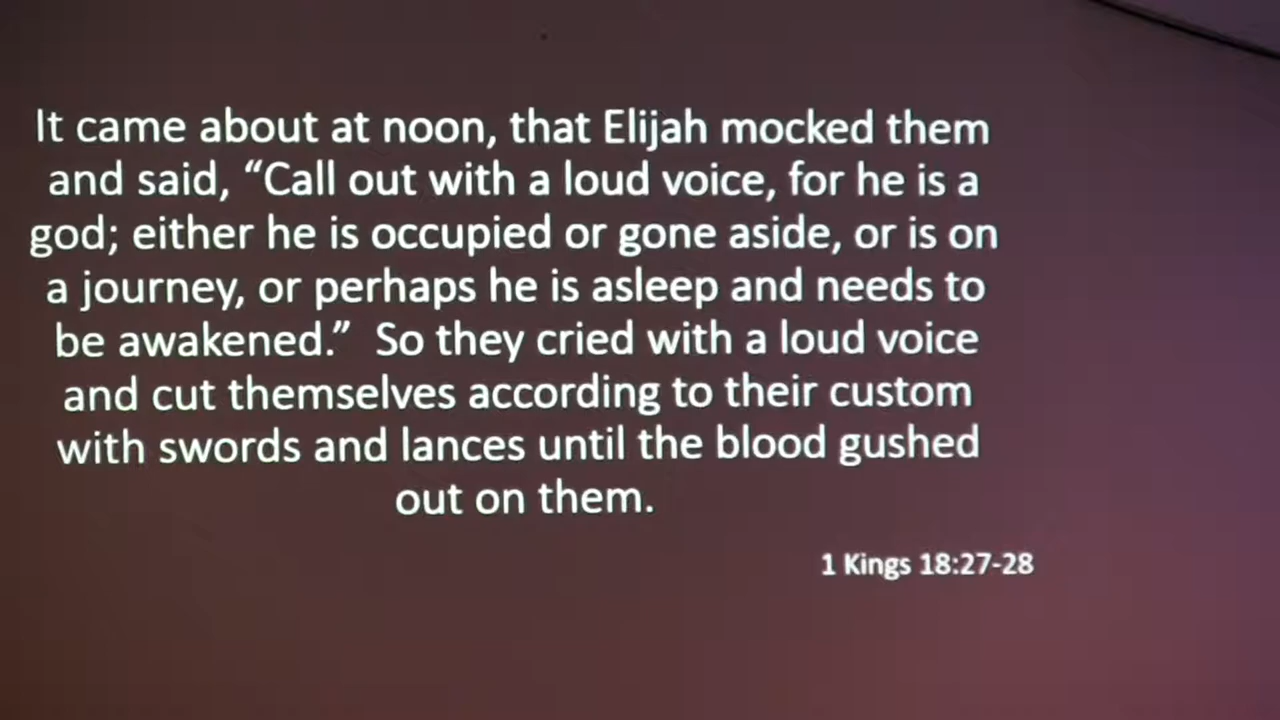 It came about at noon, that Elijah mocked them
and said, “Call out with a loud voice, for he is a
god; either he is occupied or gone aside, or is on
a journey, or perhaps he is asleep and needs to
be awakened.”  So they cried with a loud voice
and cut themselves according to their custom
with swords and lances until the blood gushed
out on them.
1 Kings 18:27-28